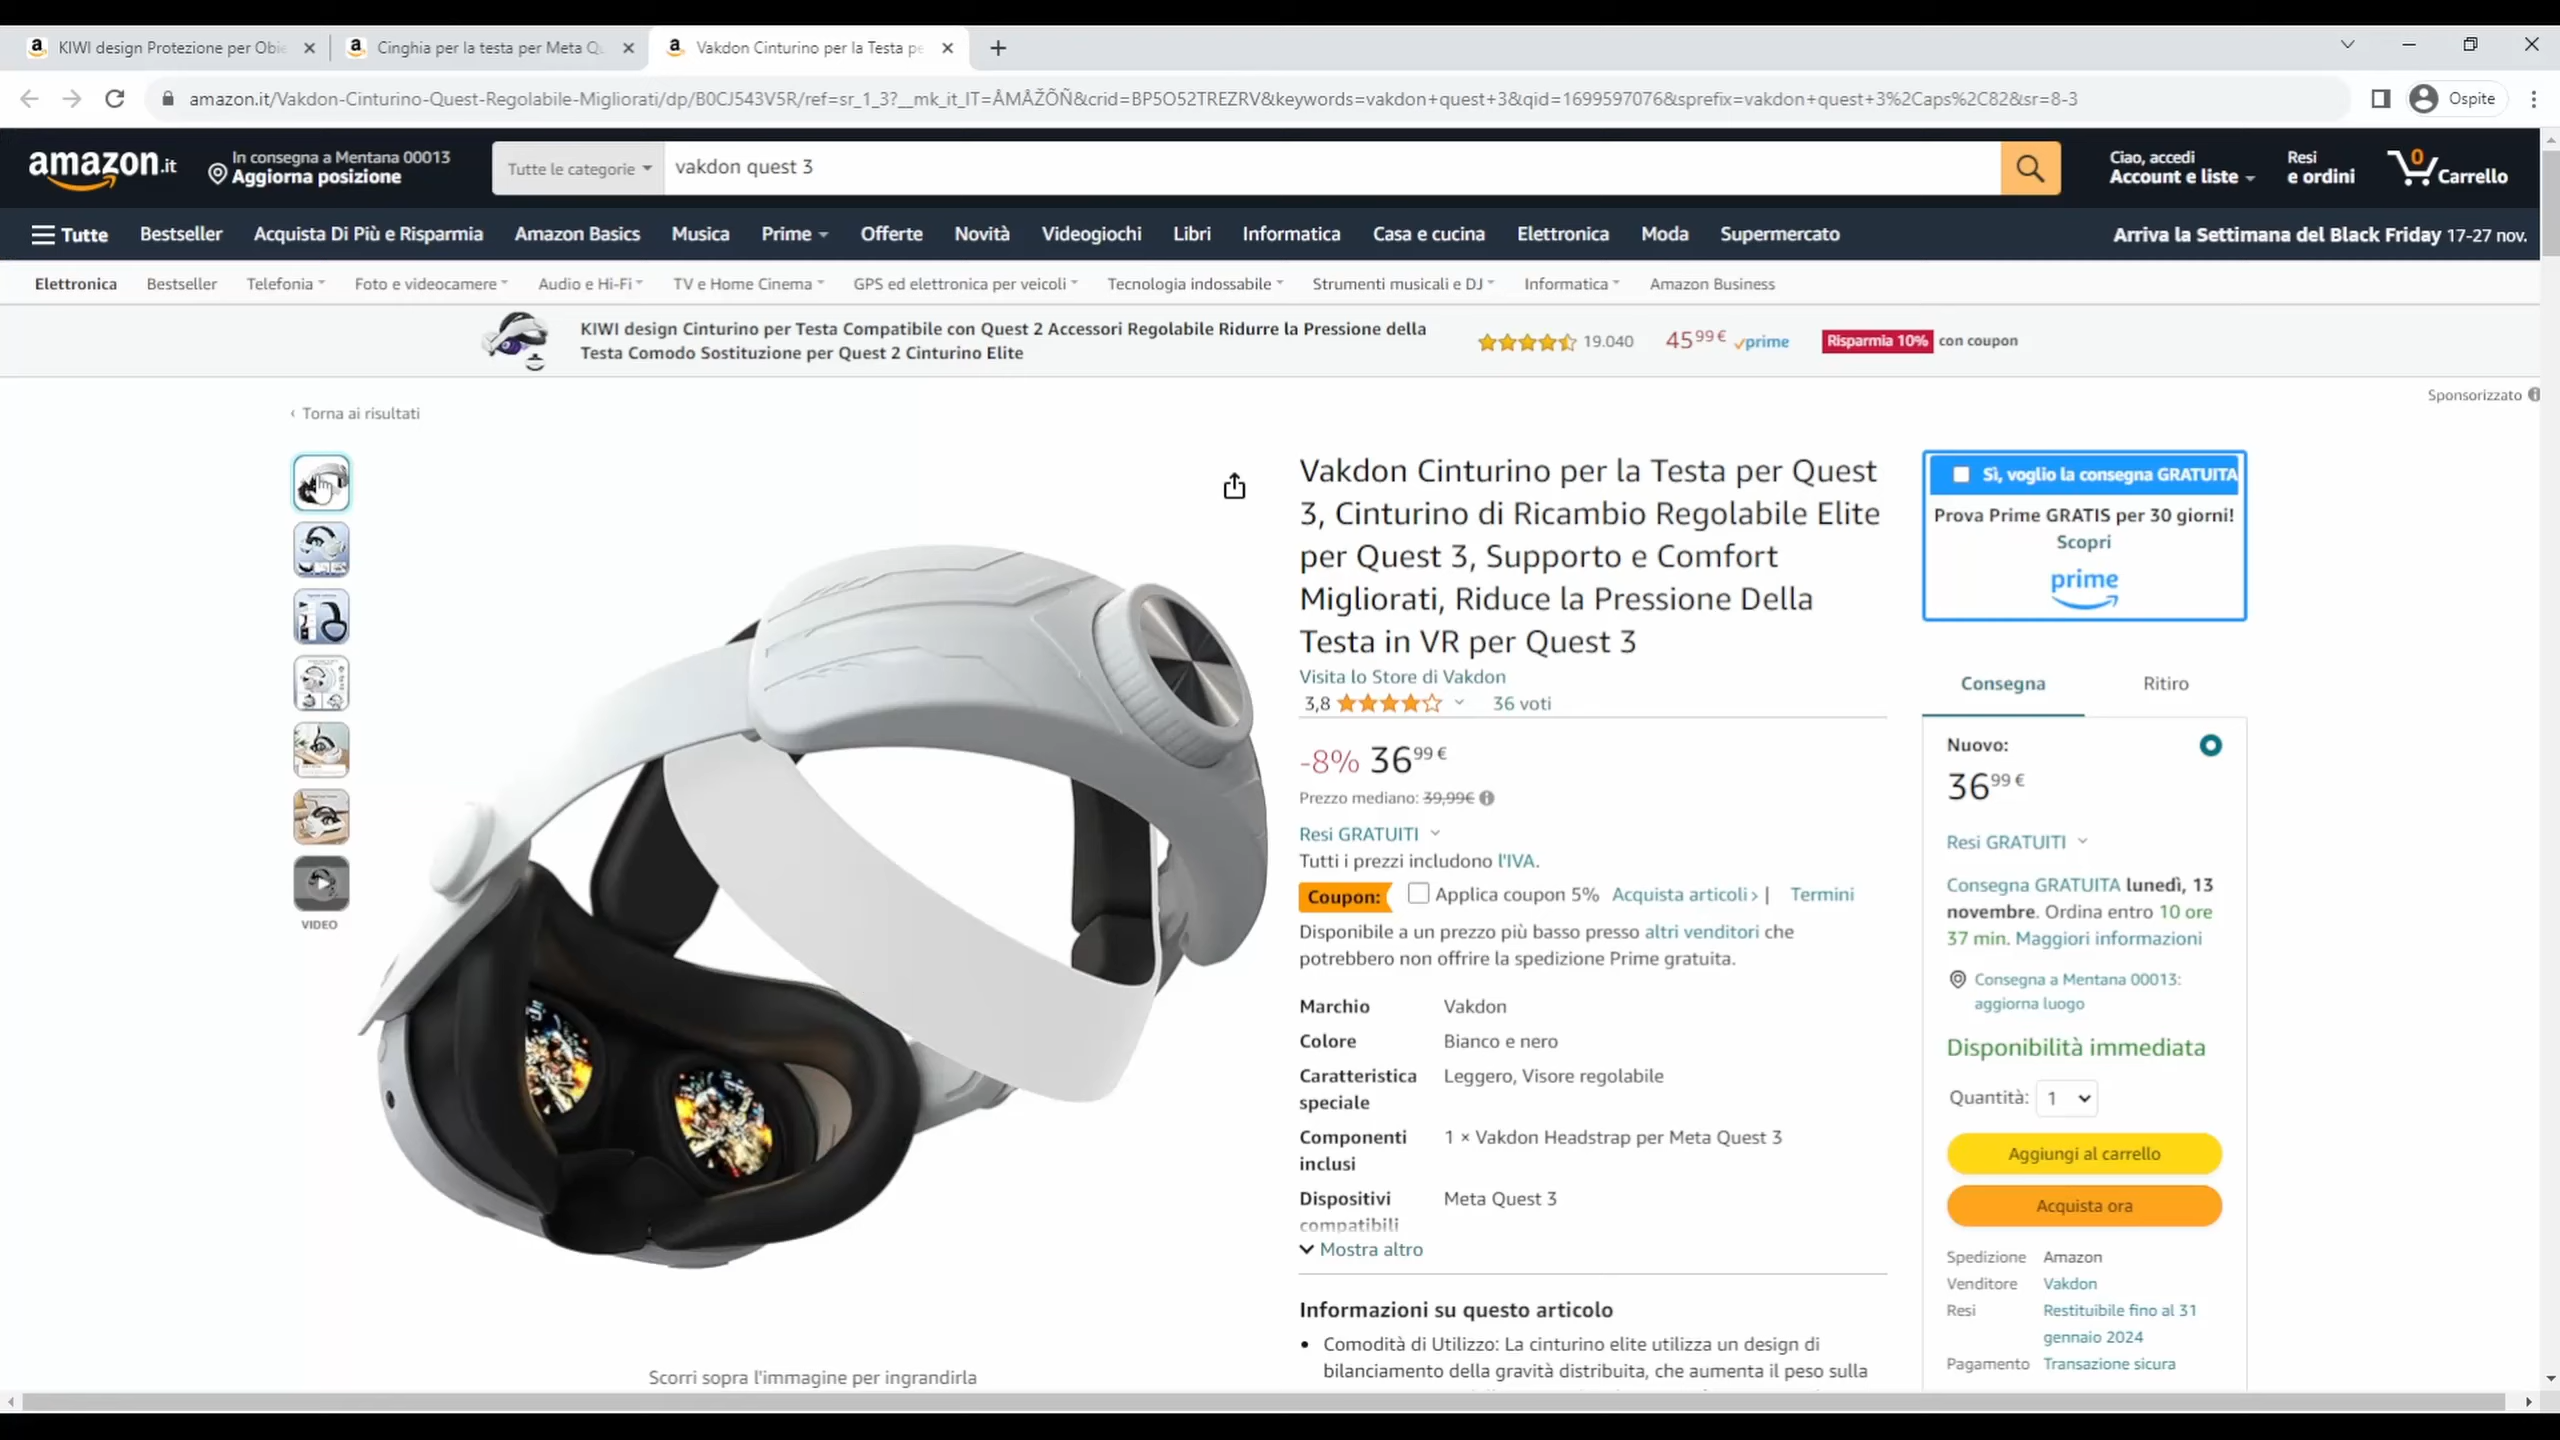 KIWI design Protezione per Obie
Cinghia per la testa per Meta Q
Vakdon Cinturino per la Testa pe
amazon.it/Vakdon-Cinturino-Quest-Regolabile-Migliorati/dp/B0CJ543V5R/ref=sr_1_3?__mk_it_IT=ÅMÅŽÕÑ&crid=BP5O52TREZRV&keywords=vakdon+quest+3&qid=1699597076&sprefix=vakdon+quest+3%2Caps%2C82&sr=8-3
Ospite
amazon.it
In consegna a Mentana 00013
Aggiorna posizione
Tutte le categorie
vakdon quest 3
Ciao, accedi
Account e liste
Resi
e ordini
0
Carrello
Tutte
Bestseller
Acquista Di Più e Risparmia
Amazon Basics
Musica
Prime
Offerte
Novità
Videogiochi
Libri
Informatica
Casa e cucina
Elettronica
Moda
Supermercato
Arriva la Settimana del Black Friday 17-27 nov.
Elettronica
Bestseller
Telefonia
Foto e videocamere
Audio e Hi-Fi
TV e Home Cinema
GPS ed elettronica per veicoli
Tecnologia indossabile
Strumenti musicali e DJ
Informatica
Amazon Business
KIWI design Cinturino per Testa Compatibile con Quest 2 Accessori Regolabile Ridurre la Pressione della
Testa Comodo Sostituzione per Quest 2 Cinturino Elite
19.040
45 99 €
prime
Risparmia 10% con coupon
Sponsorizzato
‹ Torna ai risultati
VIDEO
Scorri sopra l'immagine per ingrandirla
Vakdon Cinturino per la Testa per Quest
3, Cinturino di Ricambio Regolabile Elite
per Quest 3, Supporto e Comfort
Migliorati, Riduce la Pressione Della
Testa in VR per Quest 3
Visita lo Store di Vakdon
3,8
36 voti
-8% 36 99 €
Prezzo mediano: 39,99€
Resi GRATUITI
Tutti i prezzi includono l'IVA.
Coupon: Applica coupon 5% Acquista articoli› | Termini
Disponibile a un prezzo più basso presso altri venditori che
potrebbero non offrire la spedizione Prime gratuita.
Marchio Vakdon
Colore Bianco e nero
Caratteristica Leggero, Visore regolabile
speciale
Componenti 1 × Vakdon Headstrap per Meta Quest 3
inclusi
Dispositivi Meta Quest 3
compatibili
Mostra altro
Informazioni su questo articolo
• Comodità di Utilizzo: La cinturino elite utilizza un design di
bilanciamento della gravità distribuita, che aumenta il peso sulla
Sì, voglio la consegna GRATUITA
Prova Prime GRATIS per 30 giorni!
Scopri
prime
Consegna
Ritiro
Nuovo:
36 99 €
Resi GRATUITI
Consegna GRATUITA lunedì, 13
novembre. Ordina entro 10 ore
37 min. Maggiori informazioni
Consegna a Mentana 00013:
aggiorna luogo
Disponibilità immediata
Quantità: 1
Aggiungi al carrello
Acquista ora
Spedizione Amazon
Venditore Vakdon
Resi Restituibile fino al 31
gennaio 2024
Pagamento Transazione sicura